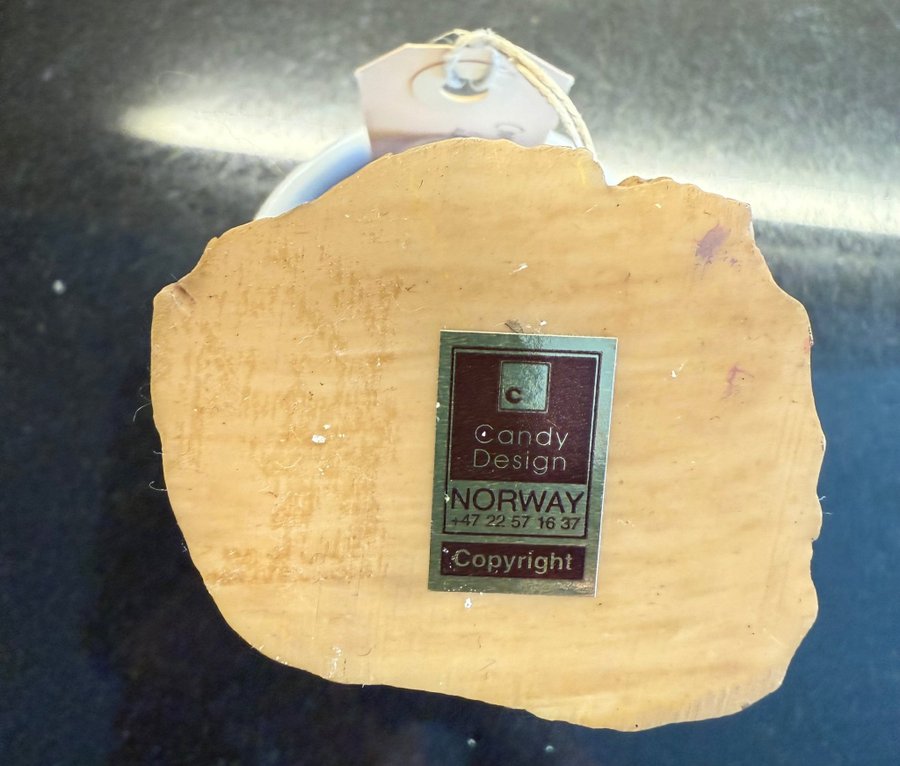 C
Candy
Design
NORWAY
+47 22 57 16 37
Copyright